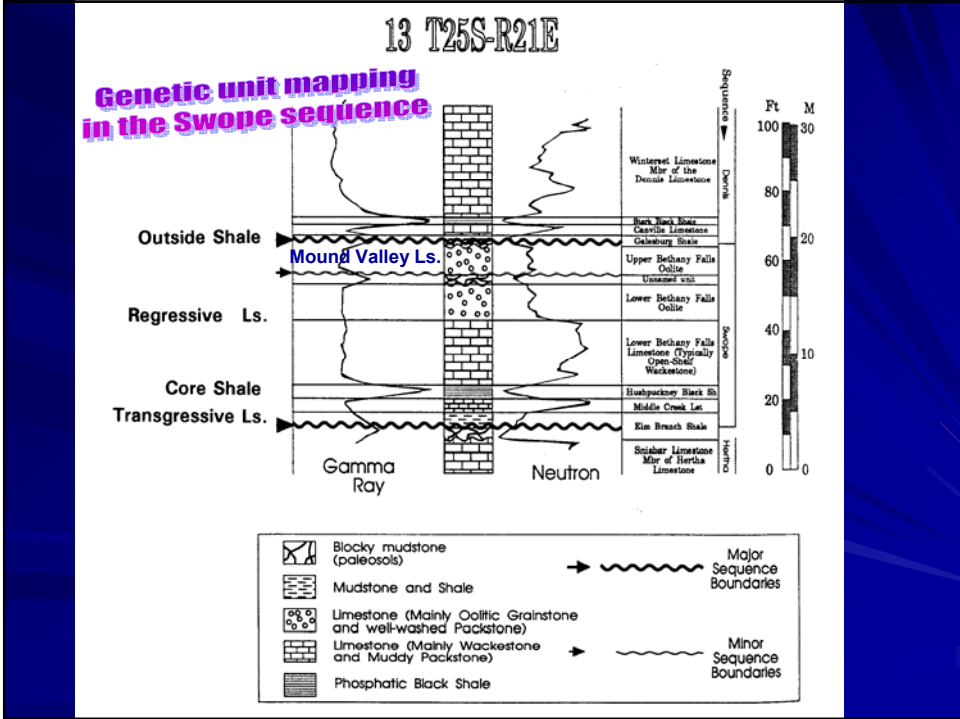 13 T25S-R21E
Genetic unit mapping
in the Swope sequence
Sequence
Ft M
100 30
80
20
60
40
10
20
0 0
Outside Shale
Mound Valley Ls.
Regressive Ls.
Core Shale
Transgressive Ls.
Winterset Limestone
Mbr of the
Dennis Limestone
Stark Black Shale
Canville Limestone
Galesburg Shale
Upper Bethany Falls
Oolite
Unnamed unit
Lower Bethany Falls
Oolite
Lower Bethany Falls
Limestone (Typically
Open-Shelf
Wackestone)
Hushpuckney Black Sh
Middle Creek Lst
Elm Branch Shale
Sniabar Limestone
Mbr of Hertha
Limestone
Dennis
Swope
Hertha
Gamma
Ray
Neutron
Blocky mudstone
(paleosols)
Mudstone and Shale
Limestone (Mainly Oolitic Grainstone
and well-washed Packstone)
Limestone (Mainly Wackestone
and Muddy Packstone)
Phosphatic Black Shale
Major
Sequence
Boundaries
Minor
Sequence
Boundaries